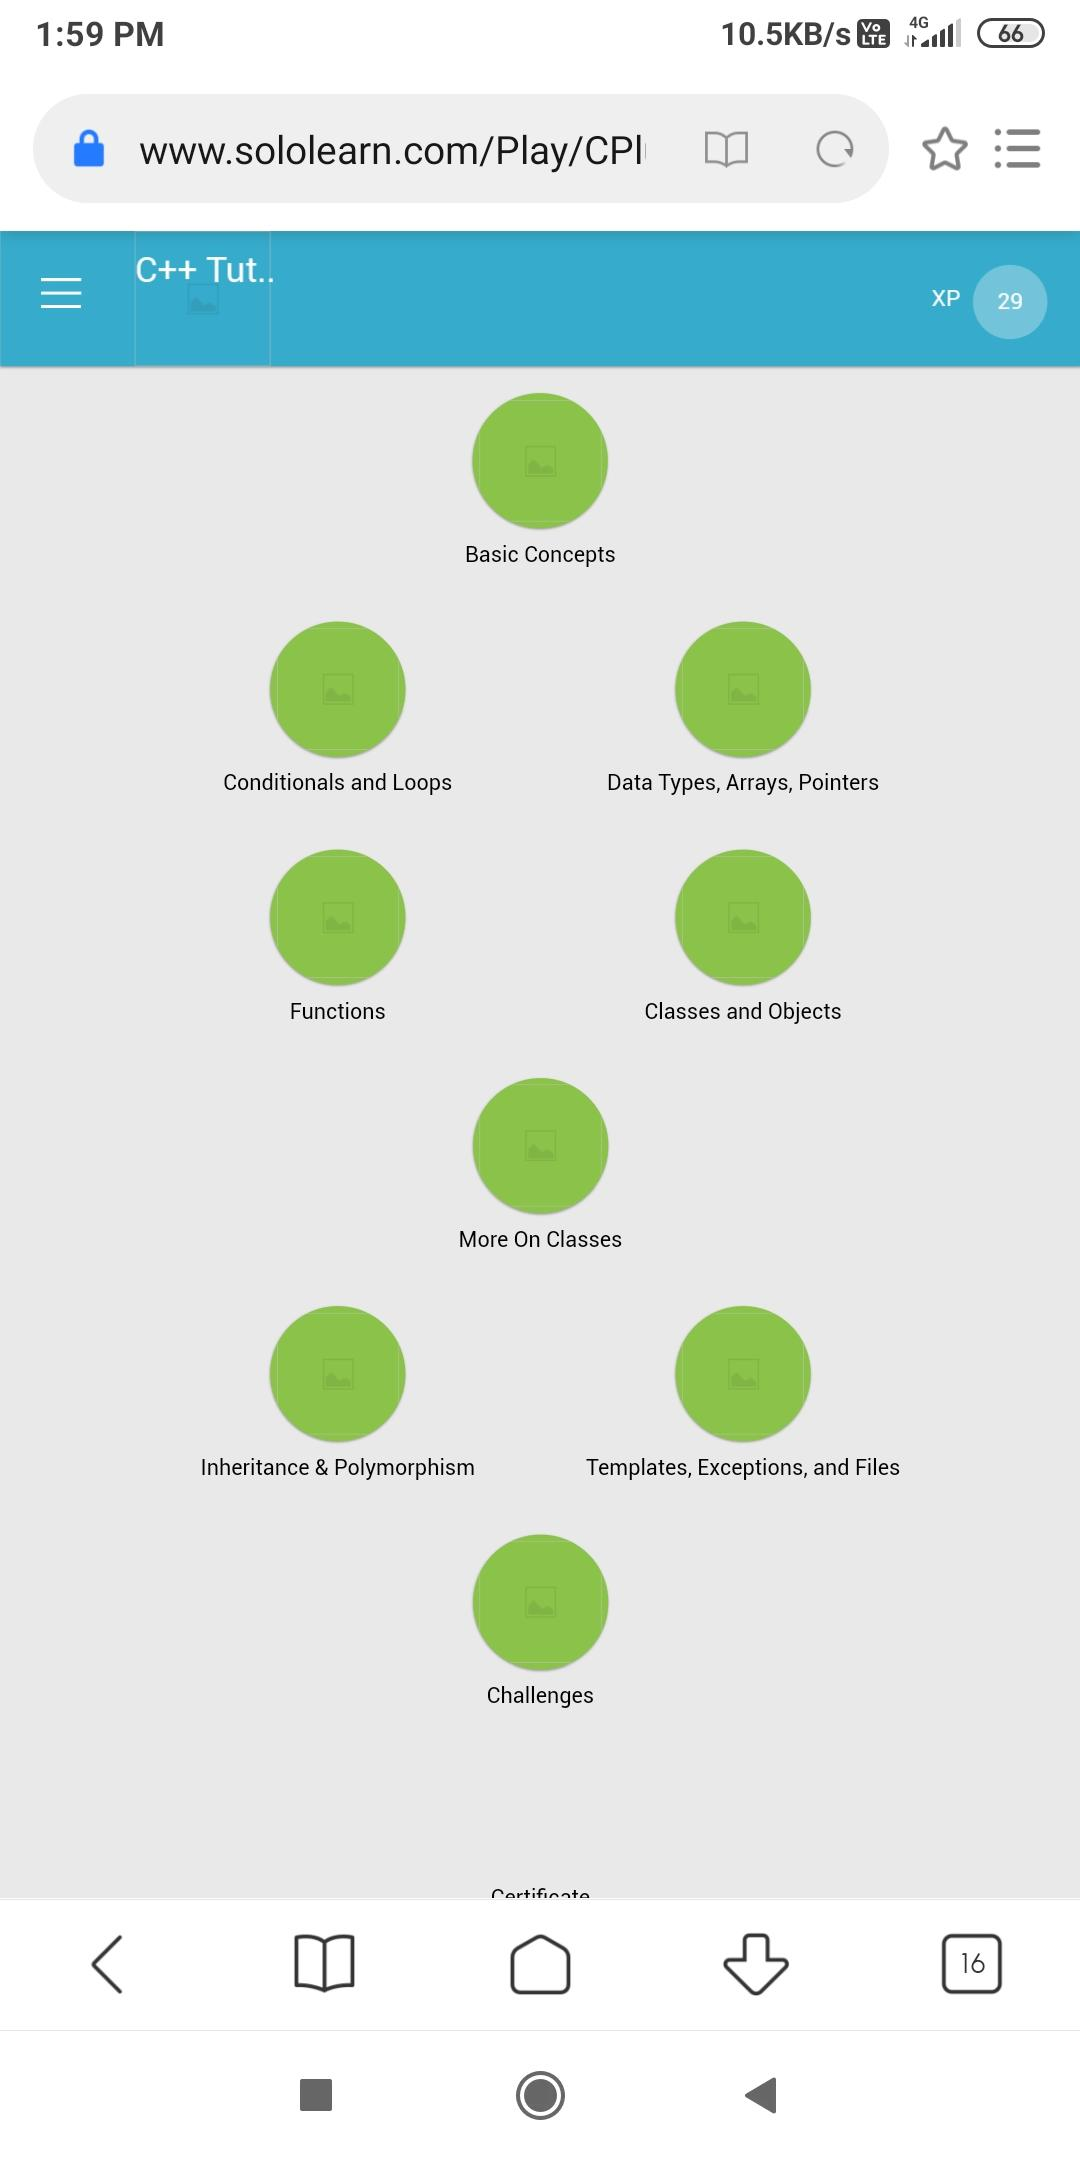 1:59 PM
10.5KB/s Vo LTE 4G 66
www.sololearn.com/Play/CPl
C++ Tut..
XP 29
Basic Concepts
Conditionals and Loops
Data Types, Arrays, Pointers
Functions
Classes and Objects
More On Classes
Inheritance & Polymorphism
Templates, Exceptions, and Files
Challenges
Certificate
16